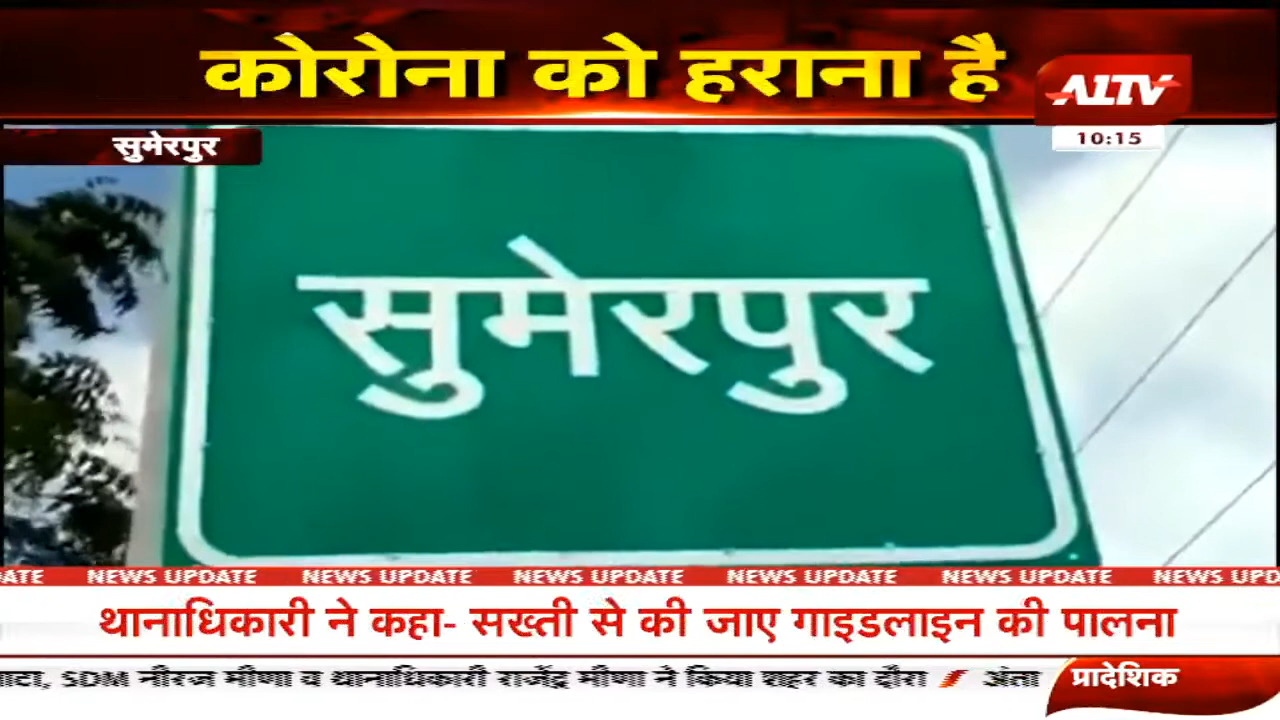 कोरोना को हराना है
A1TV
10:15
सुमेरपुर
सुमेरपुर
NEWS UPDATE NEWS UPDATE NEWS UPDATE NEWS UPDATE NEWS UPDATE
थानाधिकारी ने कहा- सख्ती से की जाए गाइडलाइन की पालना
SDM नीरज मीणा व थानाधिकारी राजेंद्र मीणा ने किया शहर का दौरा अंता
प्रादेशिक